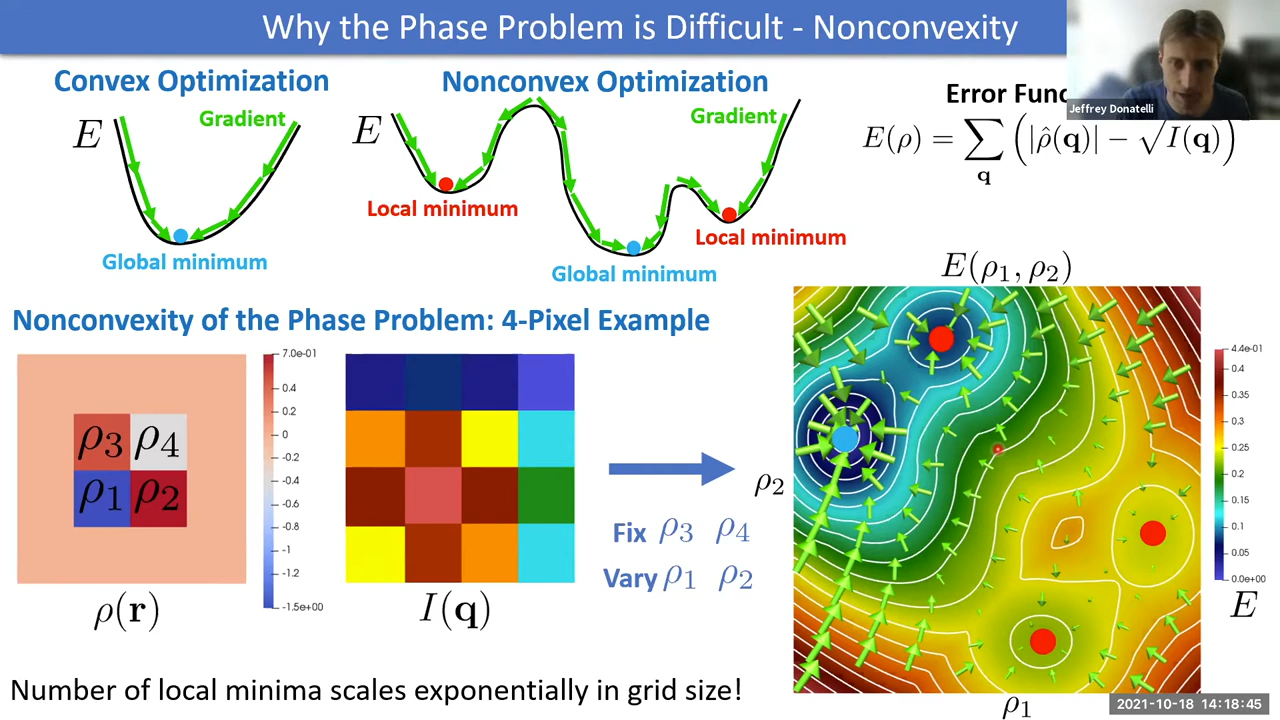 Why the Phase Problem is Difficult - Nonconvexity
Jeffrey Donatelli
Convex Optimization
E
Gradient
Global minimum
Nonconvex Optimization
E
Gradient
Local minimum
Local minimum
Global minimum
Error Func
E(ρ) = ∑_q (|ρ̂(q)| − √I(q))
Nonconvexity of the Phase Problem: 4-Pixel Example
ρ3 ρ4
ρ1 ρ2
ρ(r)
7.0e-01
0.4
0.2
0
-0.2
-0.4
-0.6
-0.8
-1
-1.2
-1.5e+00
I(q)
Fix ρ3 ρ4
Vary ρ1 ρ2
E(ρ1, ρ2)
ρ2
ρ1
4.4e-01
0.4
0.35
0.3
0.25
0.2
0.15
0.1
0.05
0.0e+00
E
Number of local minima scales exponentially in grid size!
2021-10-18 14:18:45